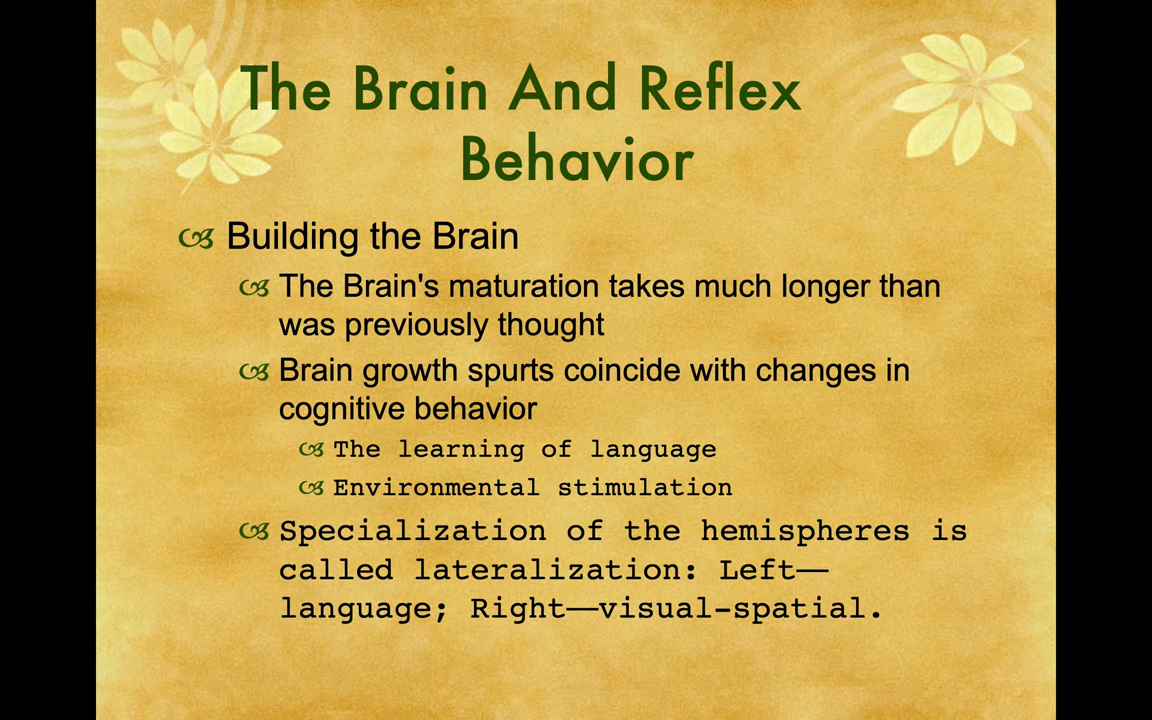 The Brain And Reflex
Behavior
Building the Brain
The Brain's maturation takes much longer than
was previously thought
Brain growth spurts coincide with changes in
cognitive behavior
The learning of language
Environmental stimulation
Specialization of the hemispheres is
called lateralization: Left—
language; Right—visual-spatial.